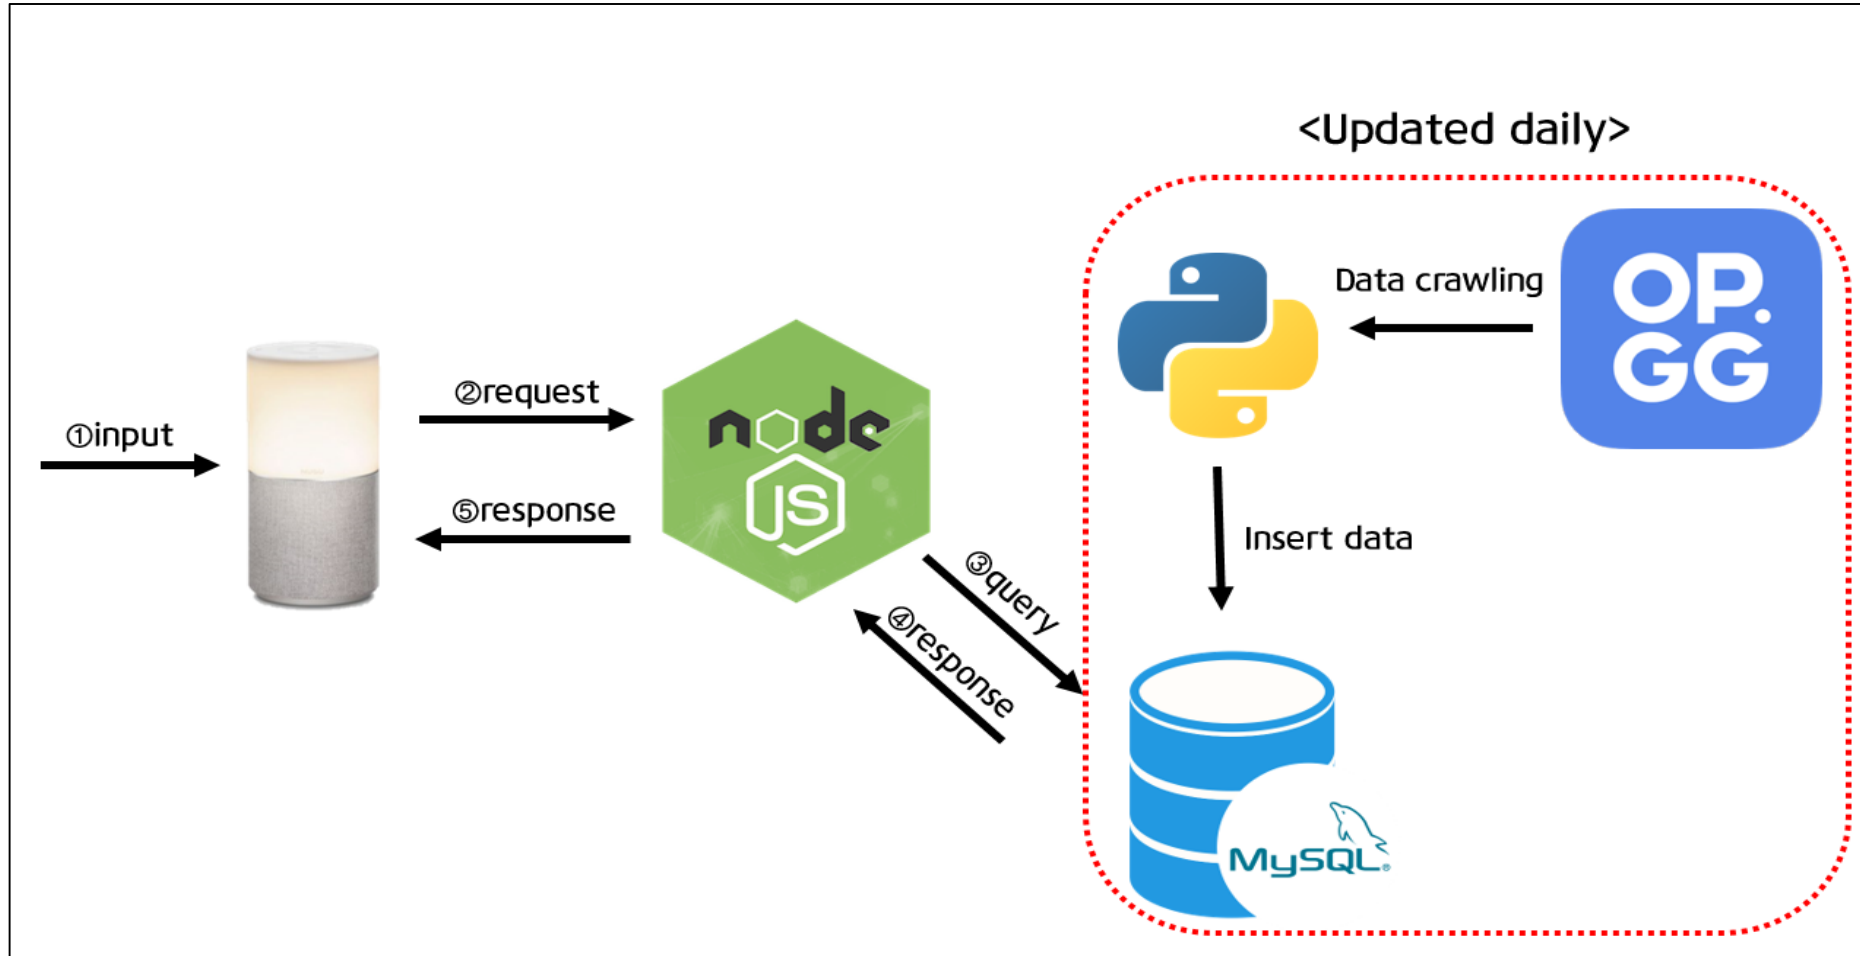 <Updated daily>
Data crawling
OP.
GG
①input
②request
node
JS
⑤response
③query
④response
Insert data
MySQL®